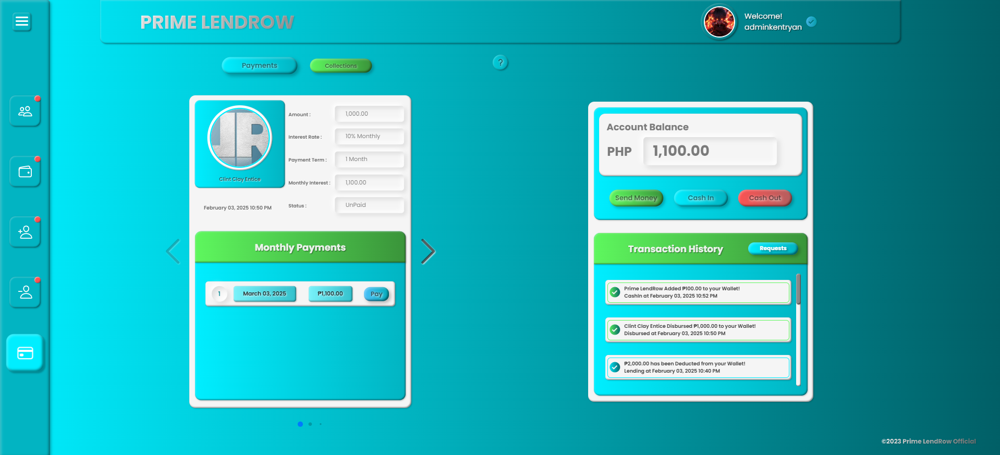 PRIME LENDROW
Welcome!
adminkentryan
Payments
Collections
?
Clint Clay Entice
February 03, 2025 10:50 PM
Amount :
1,000.00
Interest Rate :
10% Monthly
Payment Term :
1 Month
Monthly Interest :
1,100.00
Status :
UnPaid
Monthly Payments
1
March 03, 2025
₱1,100.00
Pay
Account Balance
PHP
1,100.00
Send Money
Cash In
Cash Out
Transaction History
Requests
Prime LendRow Added ₱100.00 to your Wallet!
CashIn at February 03, 2025 10:52 PM
Clint Clay Entice Disbursed ₱1,000.00 to your Wallet!
Disbursed at February 03, 2025 10:50 PM
₱2,000.00 has been Deducted from your Wallet!
Lending at February 03, 2025 10:40 PM
©2023 Prime LendRow Official